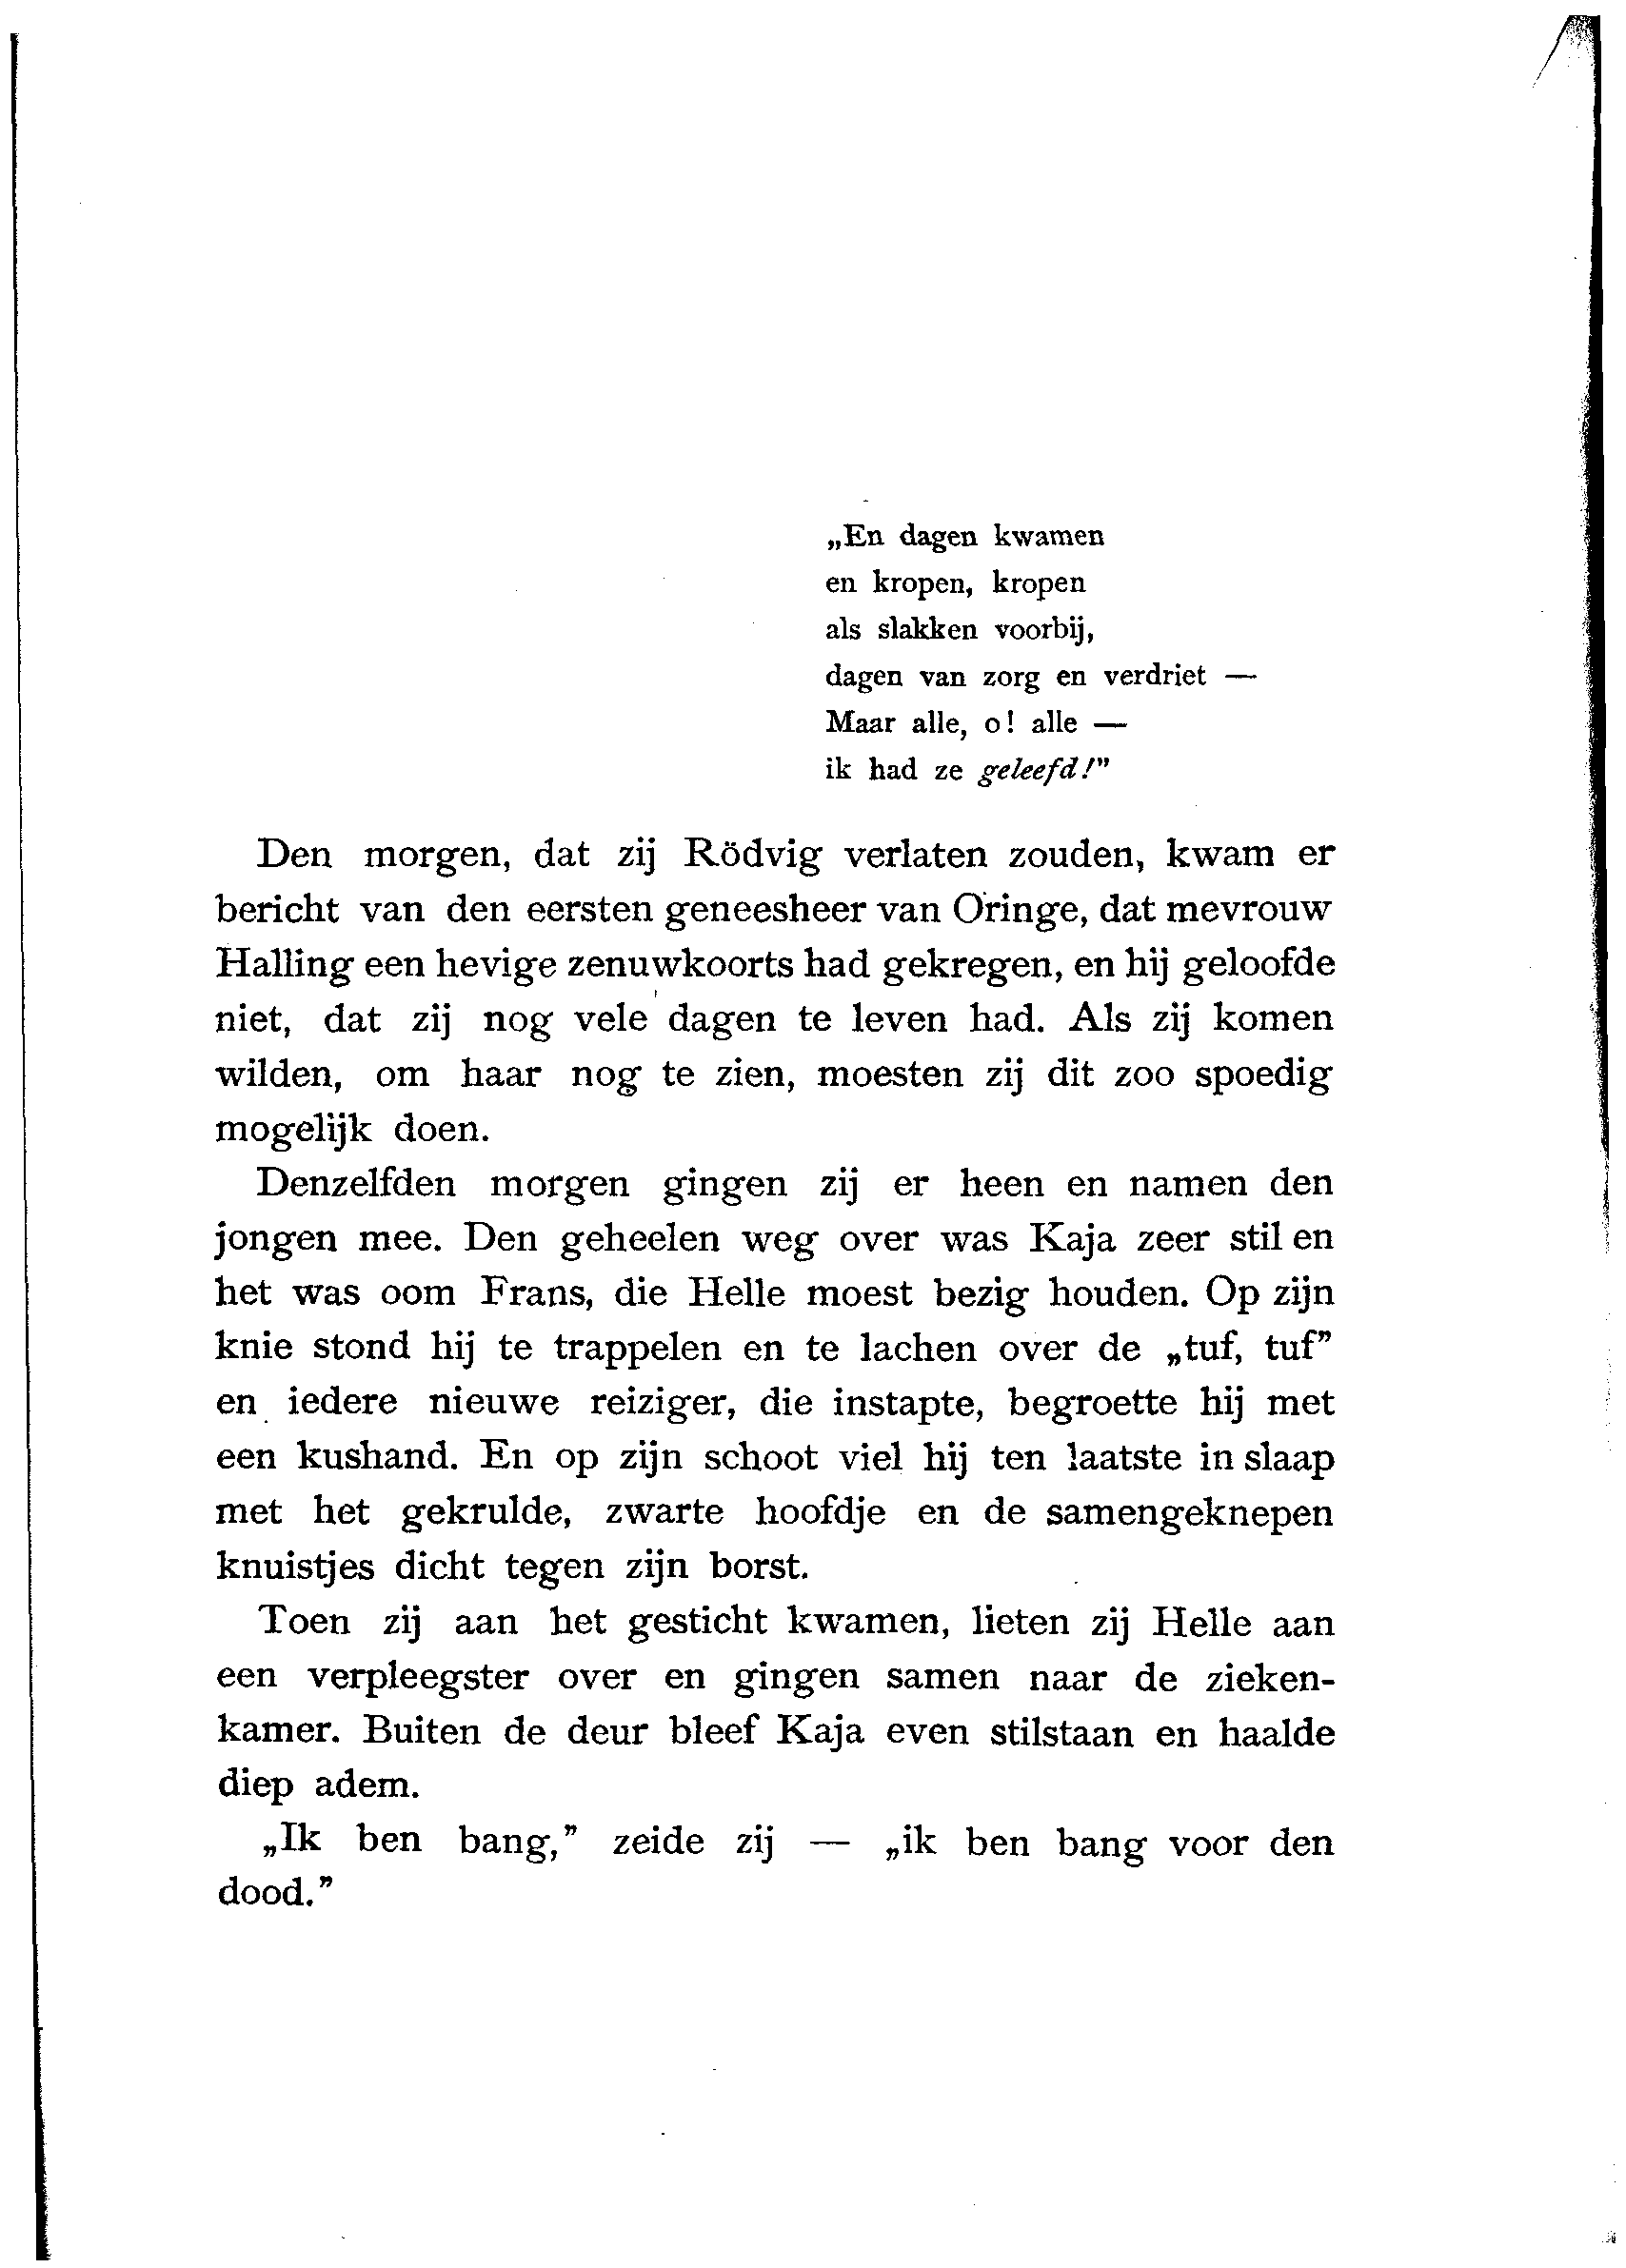 „En dagen kwamen
en kropen, kropen
als slakken voorbij,
dagen van zorg en verdriet —
Maar alle, o! alle —
ik had ze geleefd!”
Den morgen, dat zij Rödvig verlaten zouden, kwam er
bericht van den eersten geneesheer van Oringe, dat mevrouw
Halling een hevige zenuwkoorts had gekregen, en hij geloofde
niet, dat zij nog vele dagen te leven had. Als zij komen
wilden, om haar nog te zien, moesten zij dit zoo spoedig
mogelijk doen.
Denzelfden morgen gingen zij er heen en namen den
jongen mee. Den geheelen weg over was Kaja zeer stil en
het was oom Frans, die Helle moest bezig houden. Op zijn
knie stond hij te trappelen en te lachen over de „tuf, tuf”
en iedere nieuwe reiziger, die instapte, begroette hij met
een kushand. En op zijn schoot viel hij ten laatste in slaap
met het gekrulde, zwarte hoofdje en de samengeknepen
knuistjes dicht tegen zijn borst.
Toen zij aan het gesticht kwamen, lieten zij Helle aan
een verpleegster over en gingen samen naar de zieken-
kamer. Buiten de deur bleef Kaja even stilstaan en haalde
diep adem.
„Ik ben bang,” zeide zij — „ik ben bang voor den
dood.”